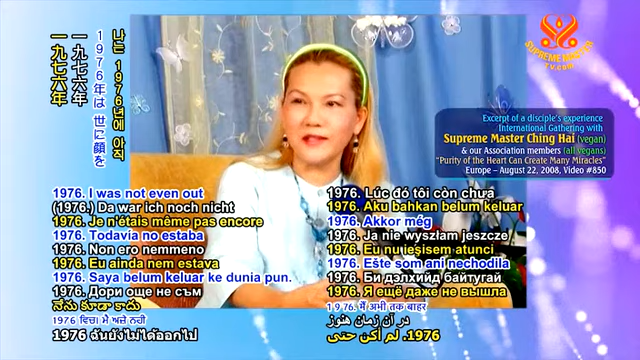 나는 1976년에 아직
1976年は 世に顔を
一九七六年
一九七六年
SUPREME MASTER
TV.com
Excerpt of a disciple's experience
International Gathering with
Supreme Master Ching Hai (vegan)
& our Association members (all vegans)
"Purity of the Heart Can Create Many Miracles"
Europe – August 22, 2008, Video #850
1976. I was not even out
(1976.) Da war ich noch nicht
1976. Je n'étais même pas encore
1976. Todavía no estaba
1976. Non ero nemmeno
1976. Eu ainda nem estava
1976. Saya belum keluar ke dunia pun.
1976. Дори още не съм
నేను కూడా కాదు
1976 ਵਿਚ। ਮੈਂ ਅਜੇ ਨਹੀਂ
1976 ฉันยังไม่ได้ออกไป
1976. Lúc đó tôi còn chưa
1976. Aku bahkan belum keluar
1976. Akkor még
1976. Ja nie wyszłam jeszcze
1976. Eu nu ieşisem atunci
1976. Ešte som ani nechodila
1976. Би дэлхийд байтугай
1976. Я ещё даже не вышла
1976. मैं अभी तक बाहर
در آن زمان هنوز
1976. لم أكن حتى